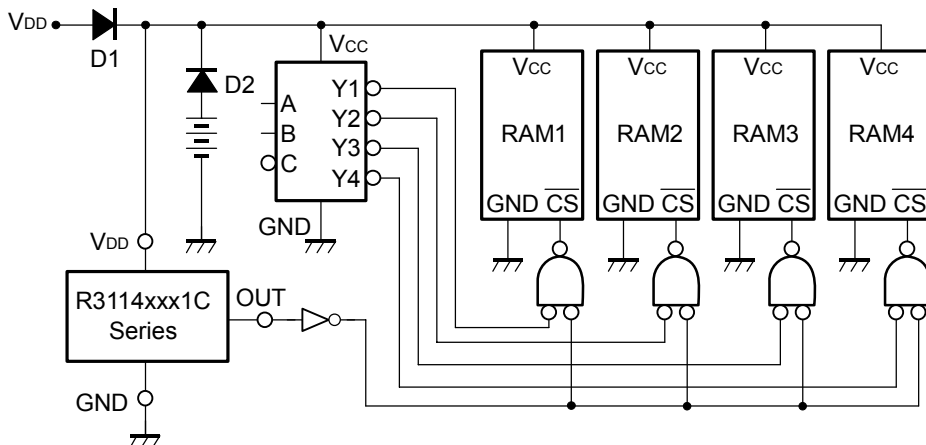 VDD
D1
D2
VCC
A
B
C
Y1
Y2
Y3
Y4
GND
VCC
RAM1
GND CS
VCC
RAM2
GND CS
VCC
RAM3
GND CS
VCC
RAM4
GND CS
VDD
R3114xxx1C
Series
OUT
GND